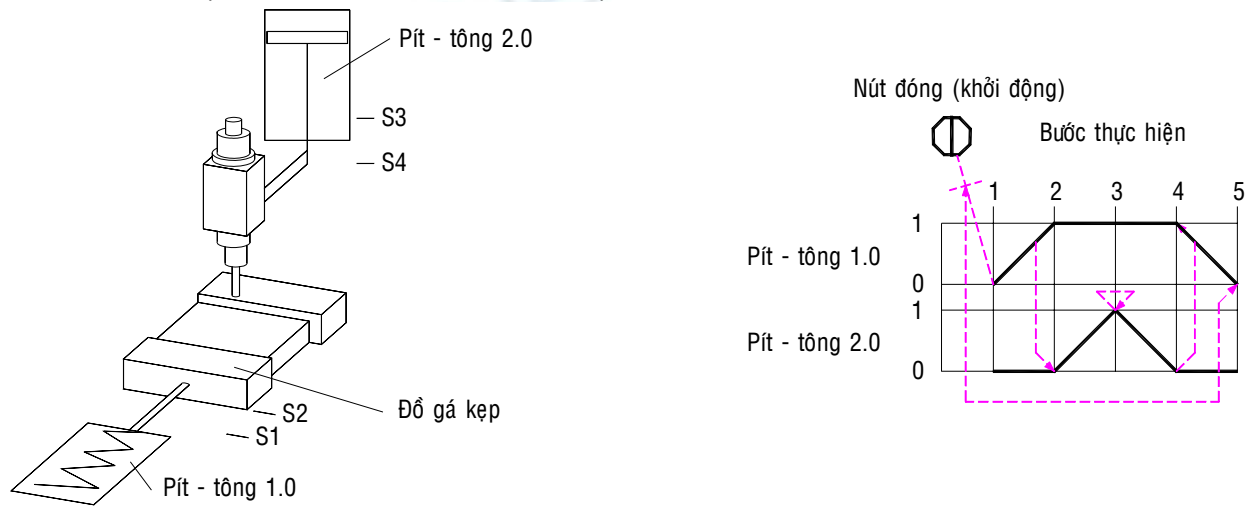 Pít - tông 2.0
S3
S4
S2
S1
Đồ gá kẹp
Pít - tông 1.0
Nút đóng (khởi động)
Bước thực hiện
1 2 3 4 5
1
Pít - tông 1.0
0
1
Pít - tông 2.0
0